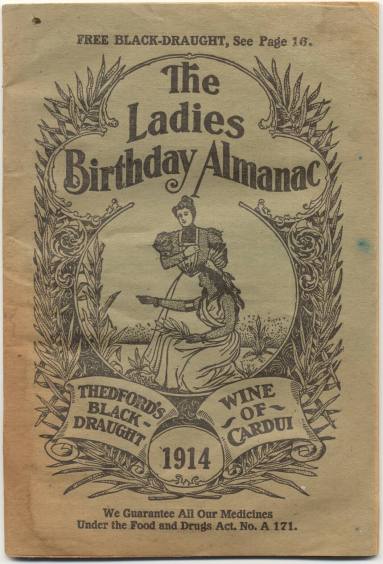 FREE BLACK-DRAUGHT, See Page 16.
The
Ladies
Birthday Almanac
THEDFORD'S
BLACK-
DRAUGHT
WINE
OF
CARDUI
1914
We Guarantee All Our Medicines
Under the Food and Drugs Act. No. A 171.